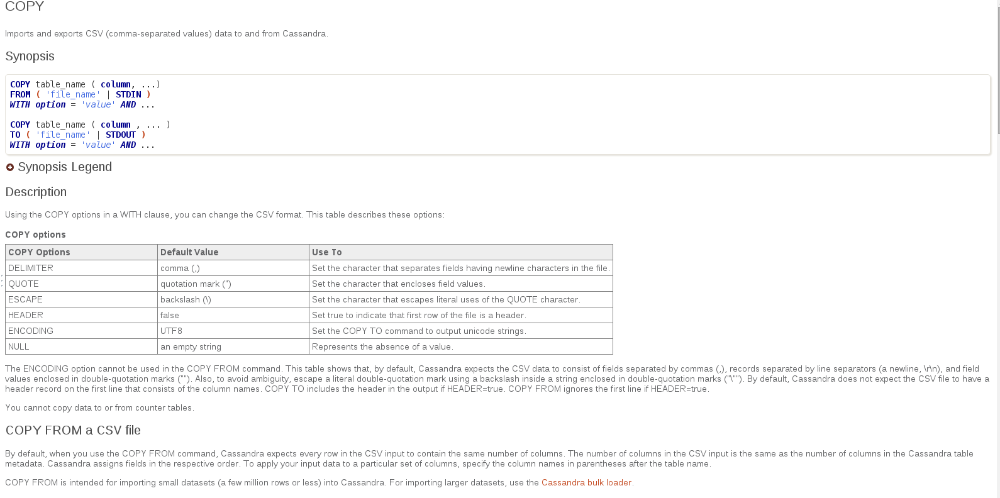 COPY
Imports and exports CSV (comma-separated values) data to and from Cassandra.
Synopsis
COPY table_name ( column, ...)
FROM ( 'file_name' | STDIN )
WITH option = 'value' AND ...
COPY table_name ( column , ... )
TO ( 'file_name' | STDOUT )
WITH option = 'value' AND ...
Synopsis Legend
Description
Using the COPY options in a WITH clause, you can change the CSV format. This table describes these options:
COPY options
COPY Options Default Value Use To
DELIMITER comma (,) Set the character that separates fields having newline characters in the file.
QUOTE quotation mark (") Set the character that encloses field values.
ESCAPE backslash (\) Set the character that escapes literal uses of the QUOTE character.
HEADER false Set true to indicate that first row of the file is a header.
ENCODING UTF8 Set the COPY TO command to output unicode strings.
NULL an empty string Represents the absence of a value.
The ENCODING option cannot be used in the COPY FROM command. This table shows that, by default, Cassandra expects the CSV data to consist of fields separated by commas (,), records separated by line separators (a newline, \r\n), and field
values enclosed in double-quotation marks (""). Also, to avoid ambiguity, escape a literal double-quotation mark using a backslash inside a string enclosed in double-quotation marks ("\""). By default, Cassandra does not expect the CSV file to have a
header record on the first line that consists of the column names. COPY TO includes the header in the output if HEADER=true. COPY FROM ignores the first line if HEADER=true.
You cannot copy data to or from counter tables.
COPY FROM a CSV file
By default, when you use the COPY FROM command, Cassandra expects every row in the CSV input to contain the same number of columns. The number of columns in the CSV input is the same as the number of columns in the Cassandra table
metadata. Cassandra assigns fields in the respective order. To apply your input data to a particular set of columns, specify the column names in parentheses after the table name.
COPY FROM is intended for importing small datasets (a few million rows or less) into Cassandra. For importing larger datasets, use the Cassandra bulk loader.